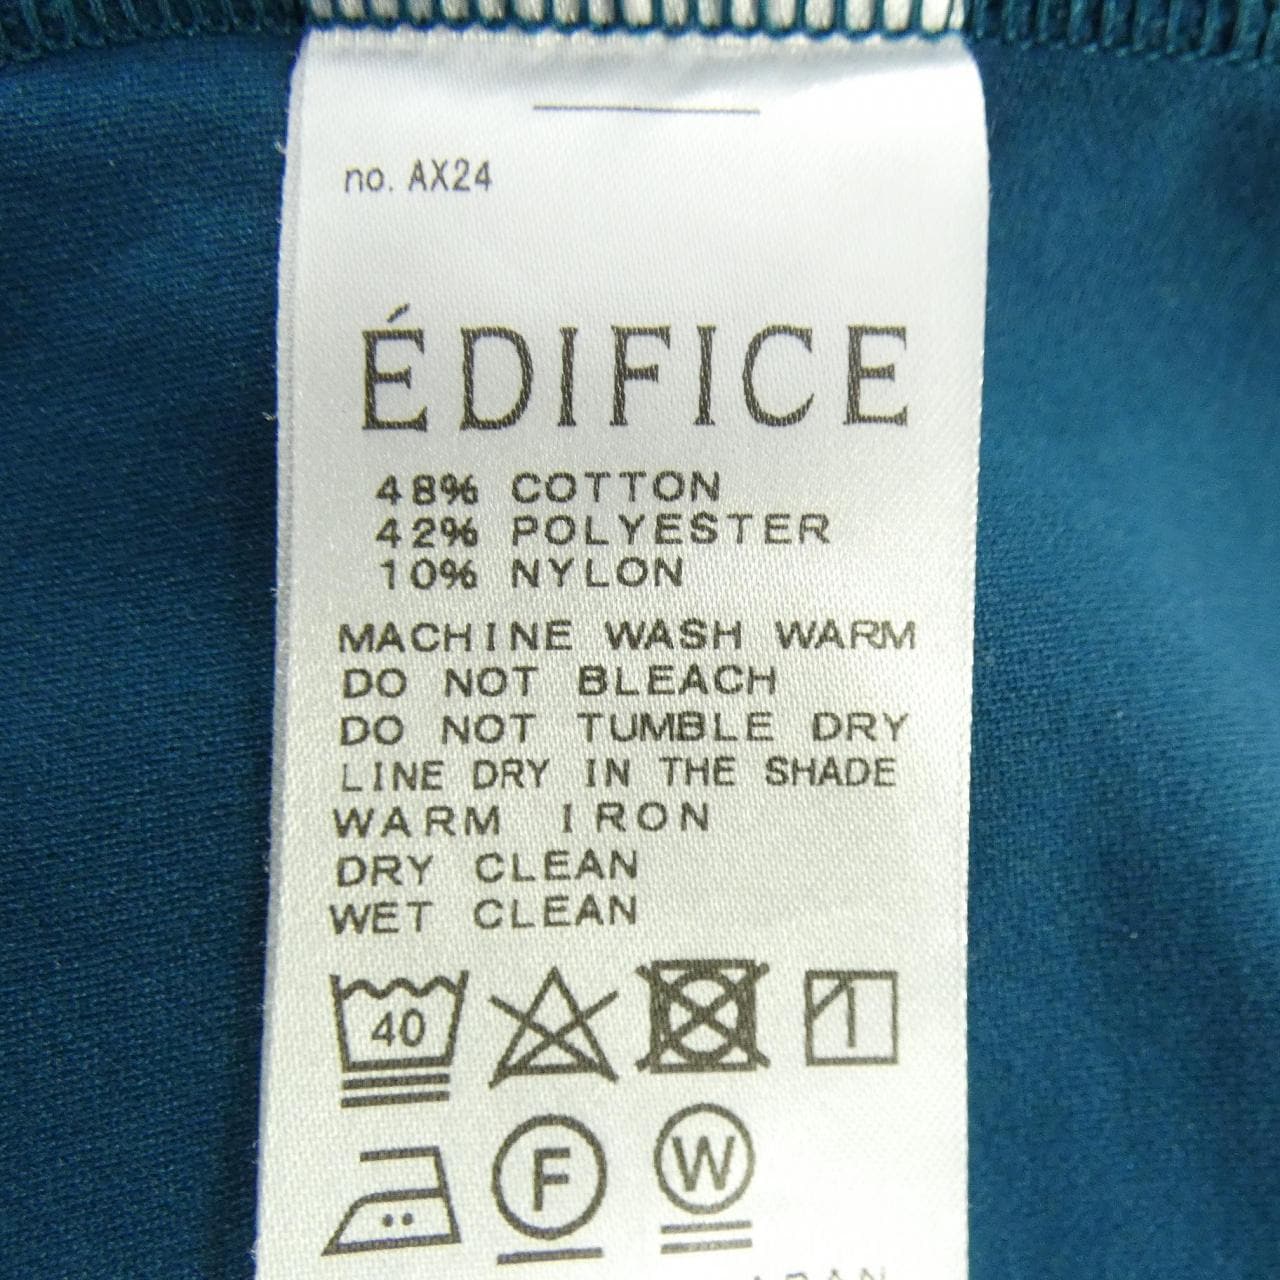 no. AX24
ÉDIFICE
48% COTTON
42% POLYESTER
10% NYLON
MACHINE WASH WARM
DO NOT BLEACH
DO NOT TUMBLE DRY
LINE DRY IN THE SHADE
WARM IRON
DRY CLEAN
WET CLEAN
40
F W